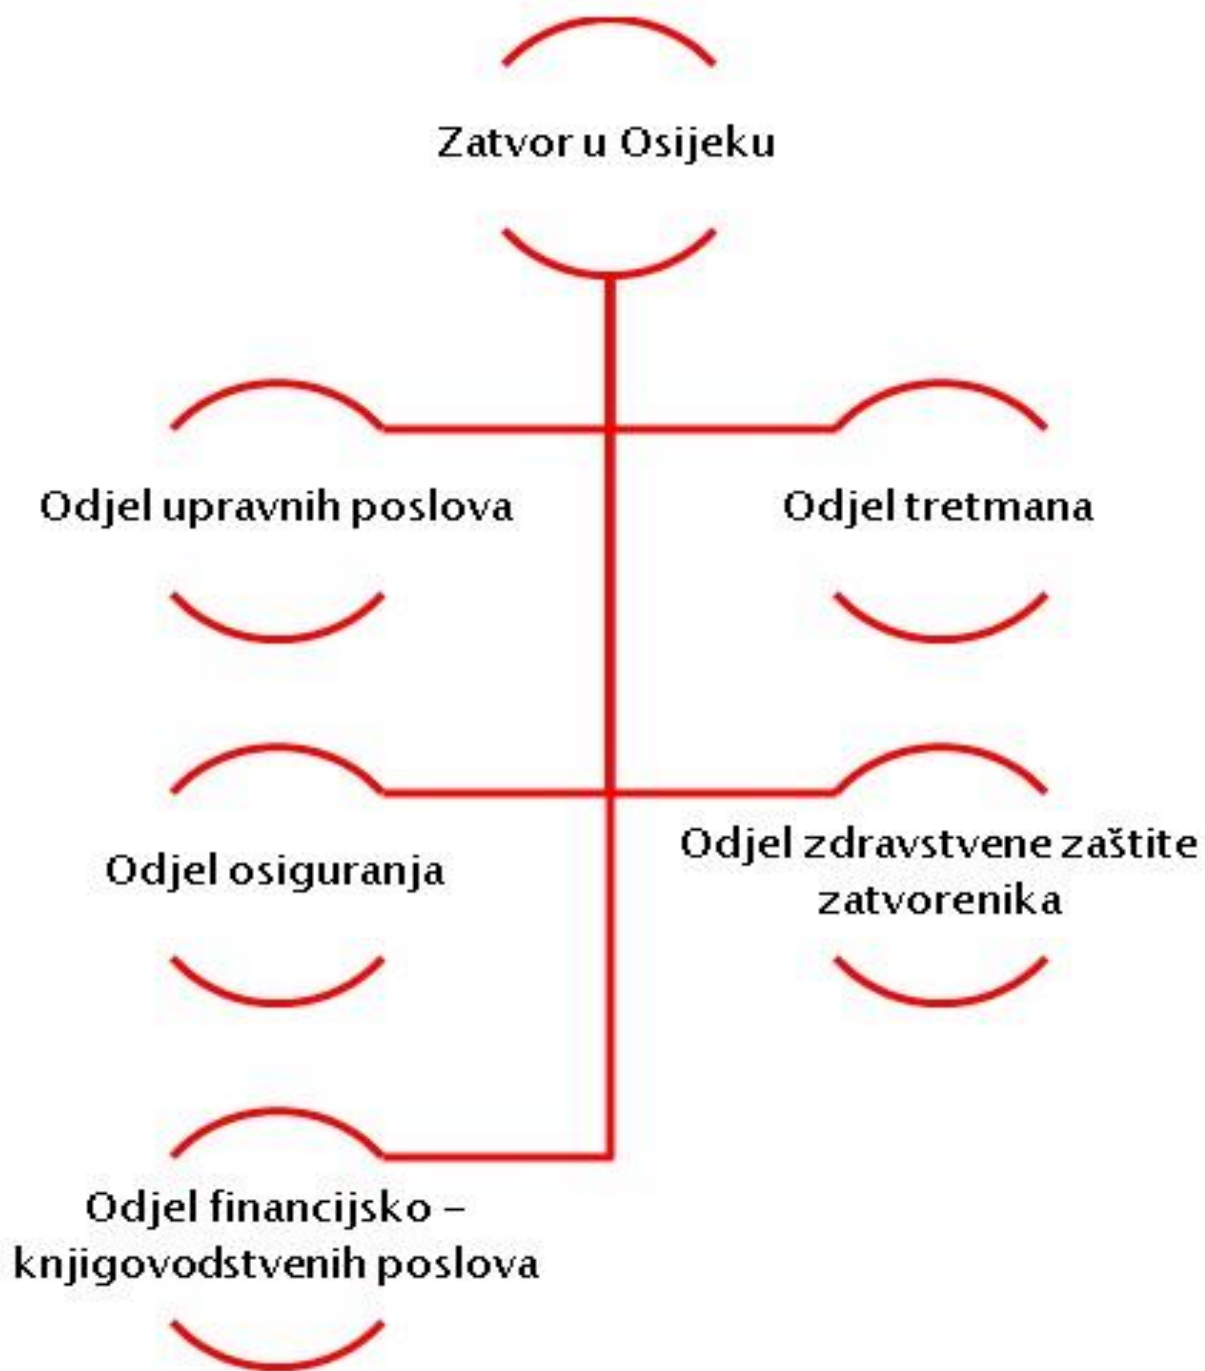 Zatvor u Osijeku
Odjel upravnih poslova
Odjel tretmana
Odjel osiguranja
Odjel zdravstvene zaštite
zatvorenika
Odjel financijsko –
knjigovodstvenih poslova